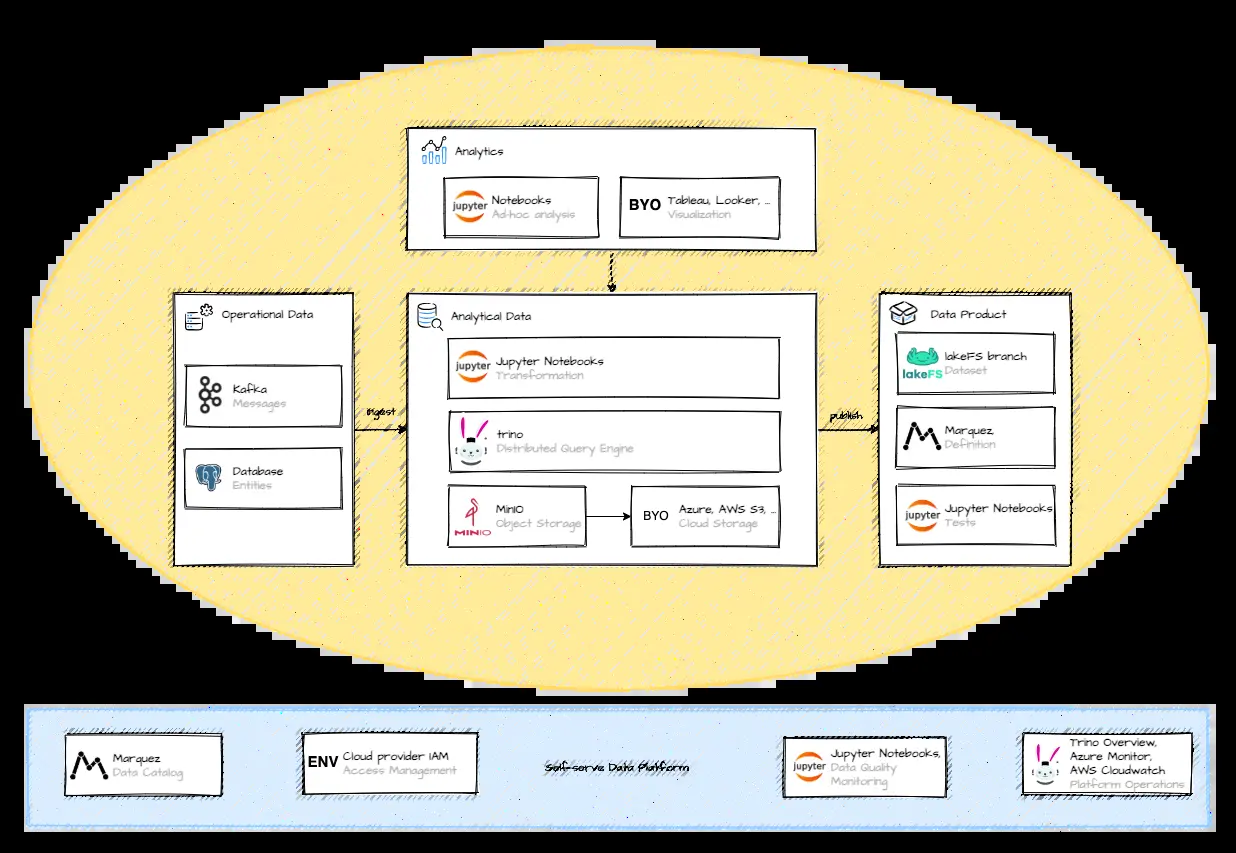 Analytics
jupyter
Notebooks
Ad-hoc analysis
BYO
Tableau, Looker, ...
Visualization
Operational Data
Kafka
Messages
Database
Entities
ingest
Analytical Data
jupyter
Jupyter Notebooks
Transformation
trino
Distributed Query Engine
MINIO
MinIO
Object Storage
BYO
Azure, AWS S3, ...
Cloud Storage
publish
Data Product
lakeFS
lakeFS branch
Dataset
Marquez
Definition
jupyter
Jupyter Notebooks
Tests
Marquez
Data Catalog
ENV
Cloud provider IAM
Access Management
Self-serve Data Platform
jupyter
Jupyter Notebooks,
Data Quality
Monitoring
Trino Overview,
Azure Monitor,
AWS Cloudwatch
Platform Operations